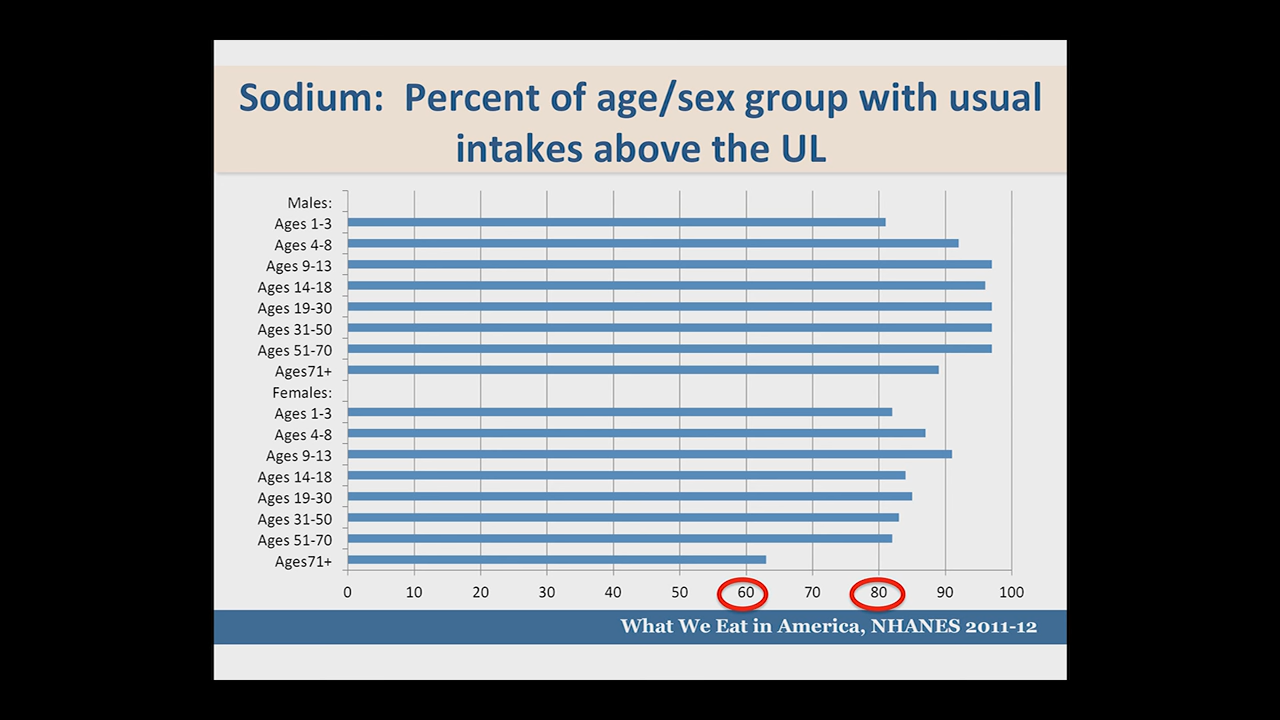 Sodium:  Percent of age/sex group with usual
intakes above the UL
Males:
Ages 1-3
Ages 4-8
Ages 9-13
Ages 14-18
Ages 19-30
Ages 31-50
Ages 51-70
Ages71+
Females:
Ages 1-3
Ages 4-8
Ages 9-13
Ages 14-18
Ages 19-30
Ages 31-50
Ages 51-70
Ages71+
0 10 20 30 40 50 60 70 80 90 100
What We Eat in America, NHANES 2011-12